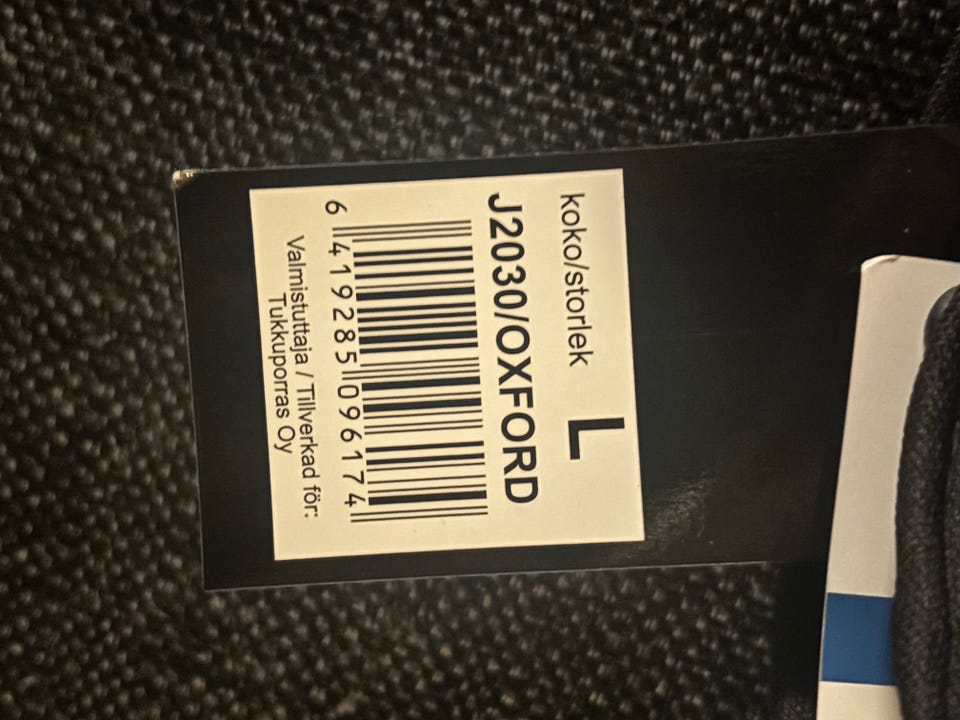 koko/storlek L
J2030/OXFORD
6 419285 096174
Valmistuttaja / Tillverkad för:
Tukkuporras Oy